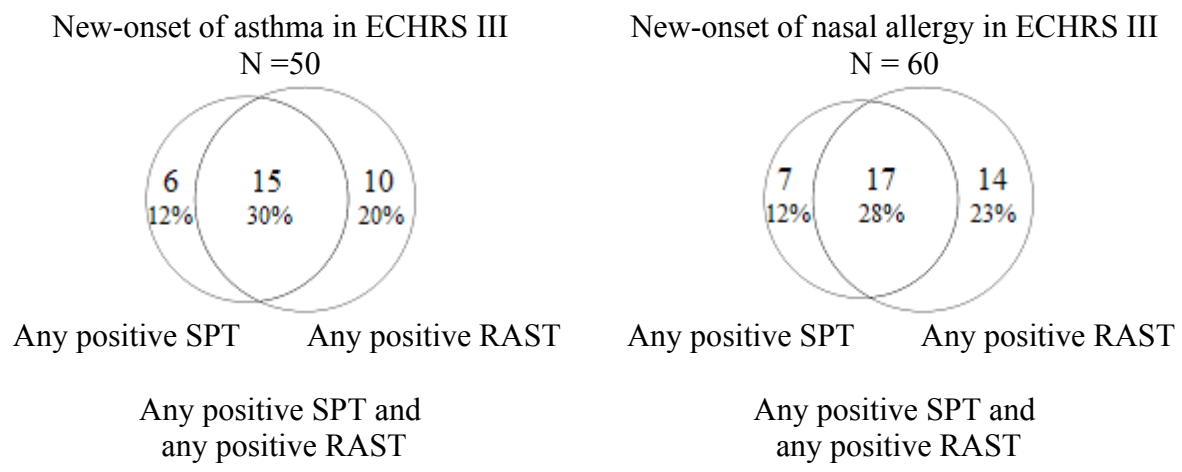 New-onset of asthma in ECHRS III
N =50
6
12%
15
30%
10
20%
Any positive SPT
Any positive RAST
Any positive SPT and
any positive RAST
New-onset of nasal allergy in ECHRS III
N = 60
7
12%
17
28%
14
23%
Any positive SPT
Any positive RAST
Any positive SPT and
any positive RAST